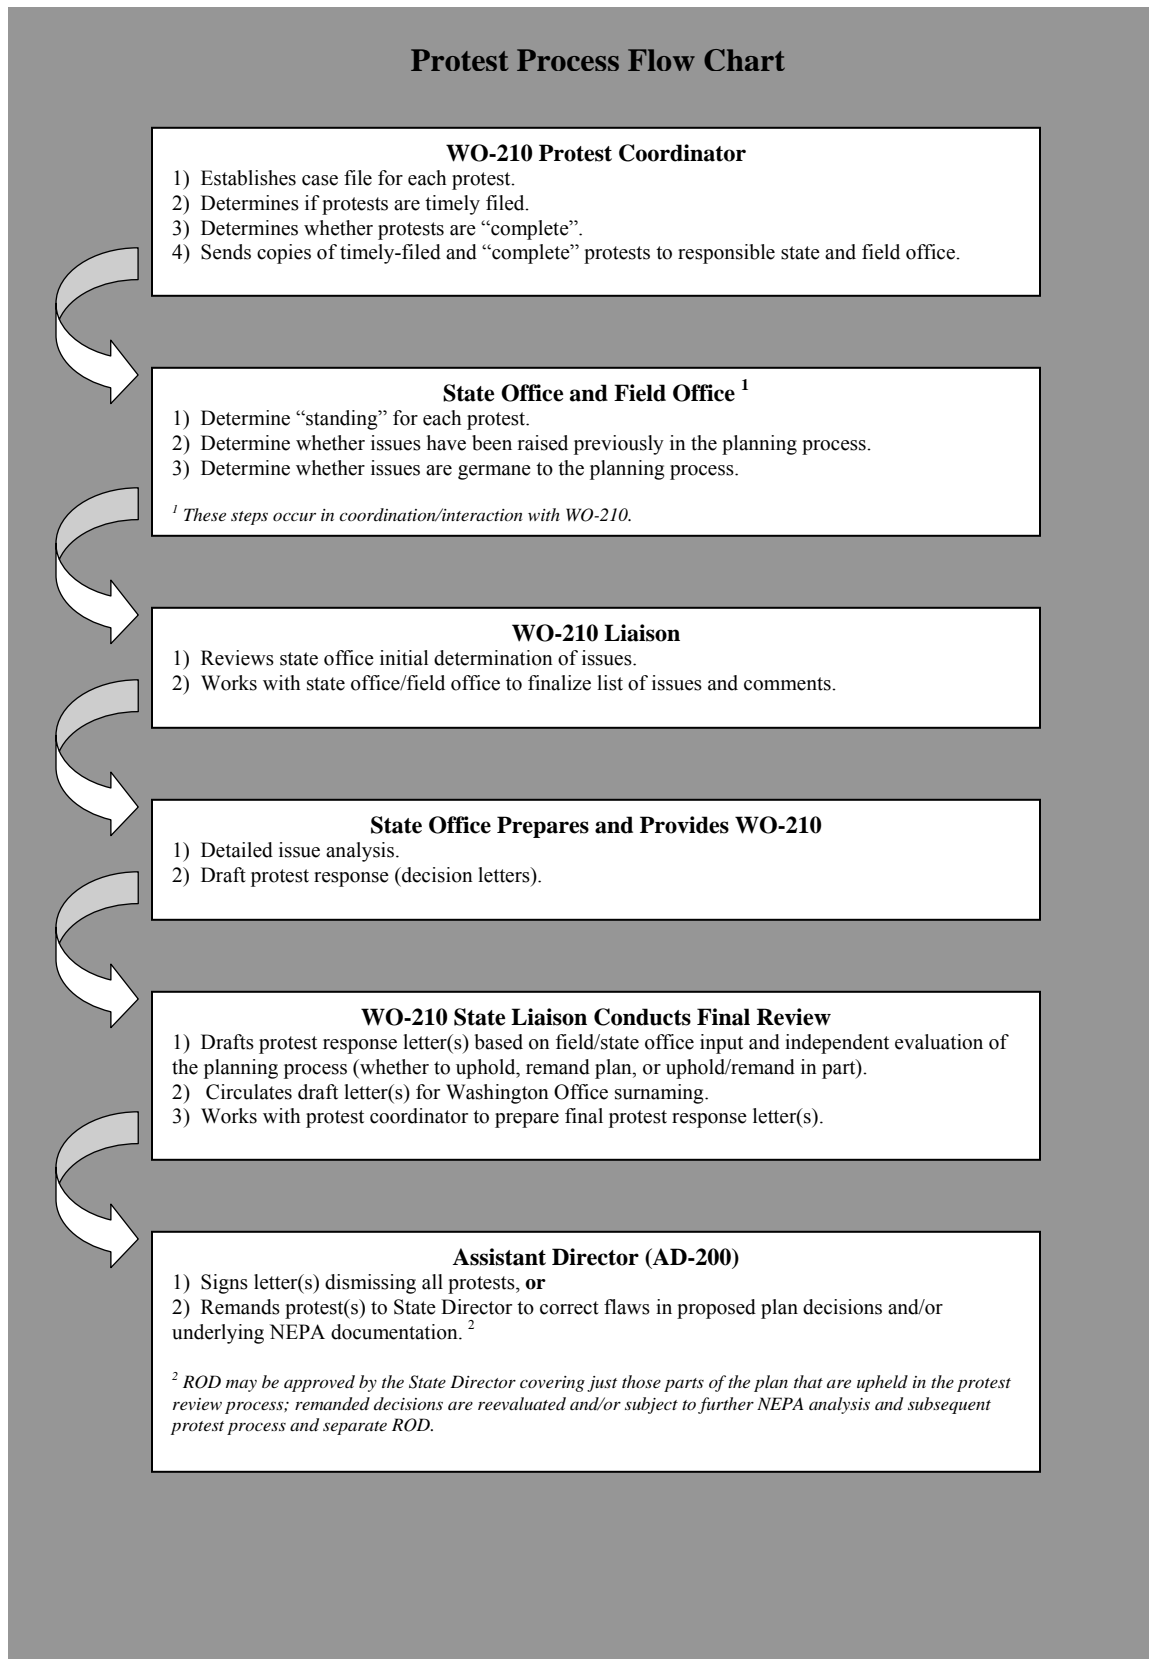 Protest Process Flow Chart
WO-210 Protest Coordinator
1) Establishes case file for each protest.
2) Determines if protests are timely filed.
3) Determines whether protests are “complete”.
4) Sends copies of timely-filed and “complete” protests to responsible state and field office.
State Office and Field Office 1
1) Determine “standing” for each protest.
2) Determine whether issues have been raised previously in the planning process.
3) Determine whether issues are germane to the planning process.
1 These steps occur in coordination/interaction with WO-210.
WO-210 Liaison
1) Reviews state office initial determination of issues.
2) Works with state office/field office to finalize list of issues and comments.
State Office Prepares and Provides WO-210
1) Detailed issue analysis.
2) Draft protest response (decision letters).
WO-210 State Liaison Conducts Final Review
1) Drafts protest response letter(s) based on field/state office input and independent evaluation of
the planning process (whether to uphold, remand plan, or uphold/remand in part).
2) Circulates draft letter(s) for Washington Office surnaming.
3) Works with protest coordinator to prepare final protest response letter(s).
Assistant Director (AD-200)
1) Signs letter(s) dismissing all protests, or
2) Remands protest(s) to State Director to correct flaws in proposed plan decisions and/or
underlying NEPA documentation. 2
2 ROD may be approved by the State Director covering just those parts of the plan that are upheld in the protest
review process; remanded decisions are reevaluated and/or subject to further NEPA analysis and subsequent
protest process and separate ROD.